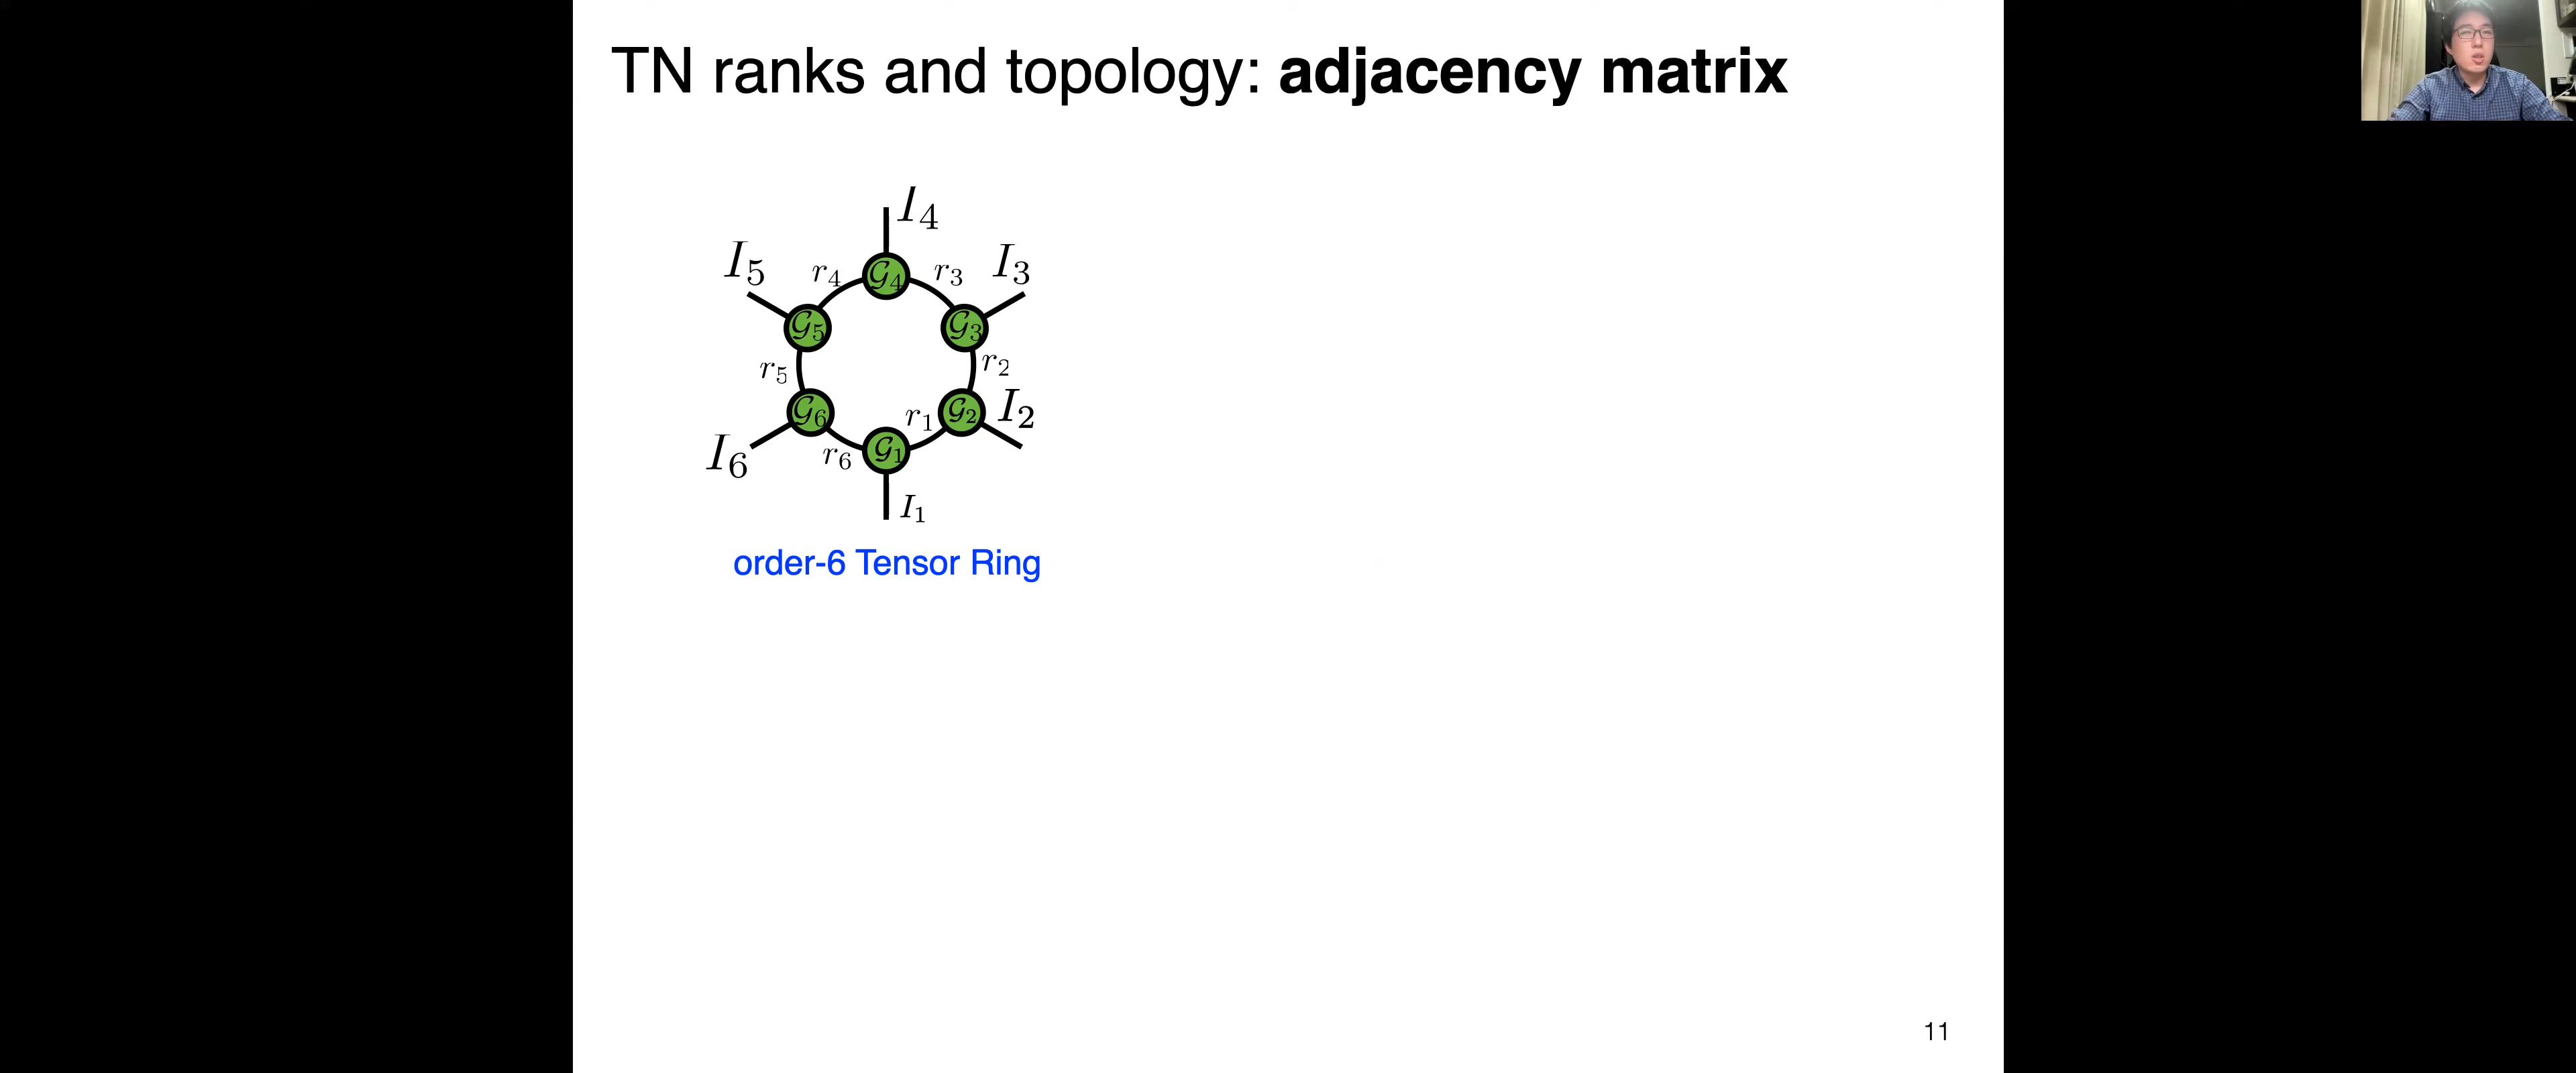 TN ranks and topology: adjacency matrix
I₄
I₅ r₄ 𝒢₄ r₃ I₃
𝒢₅ 𝒢₃
r₅ r₂
𝒢₆ r₁ 𝒢₂ I₂
I₆ r₆ 𝒢₁
I₁
order-6 Tensor Ring
11